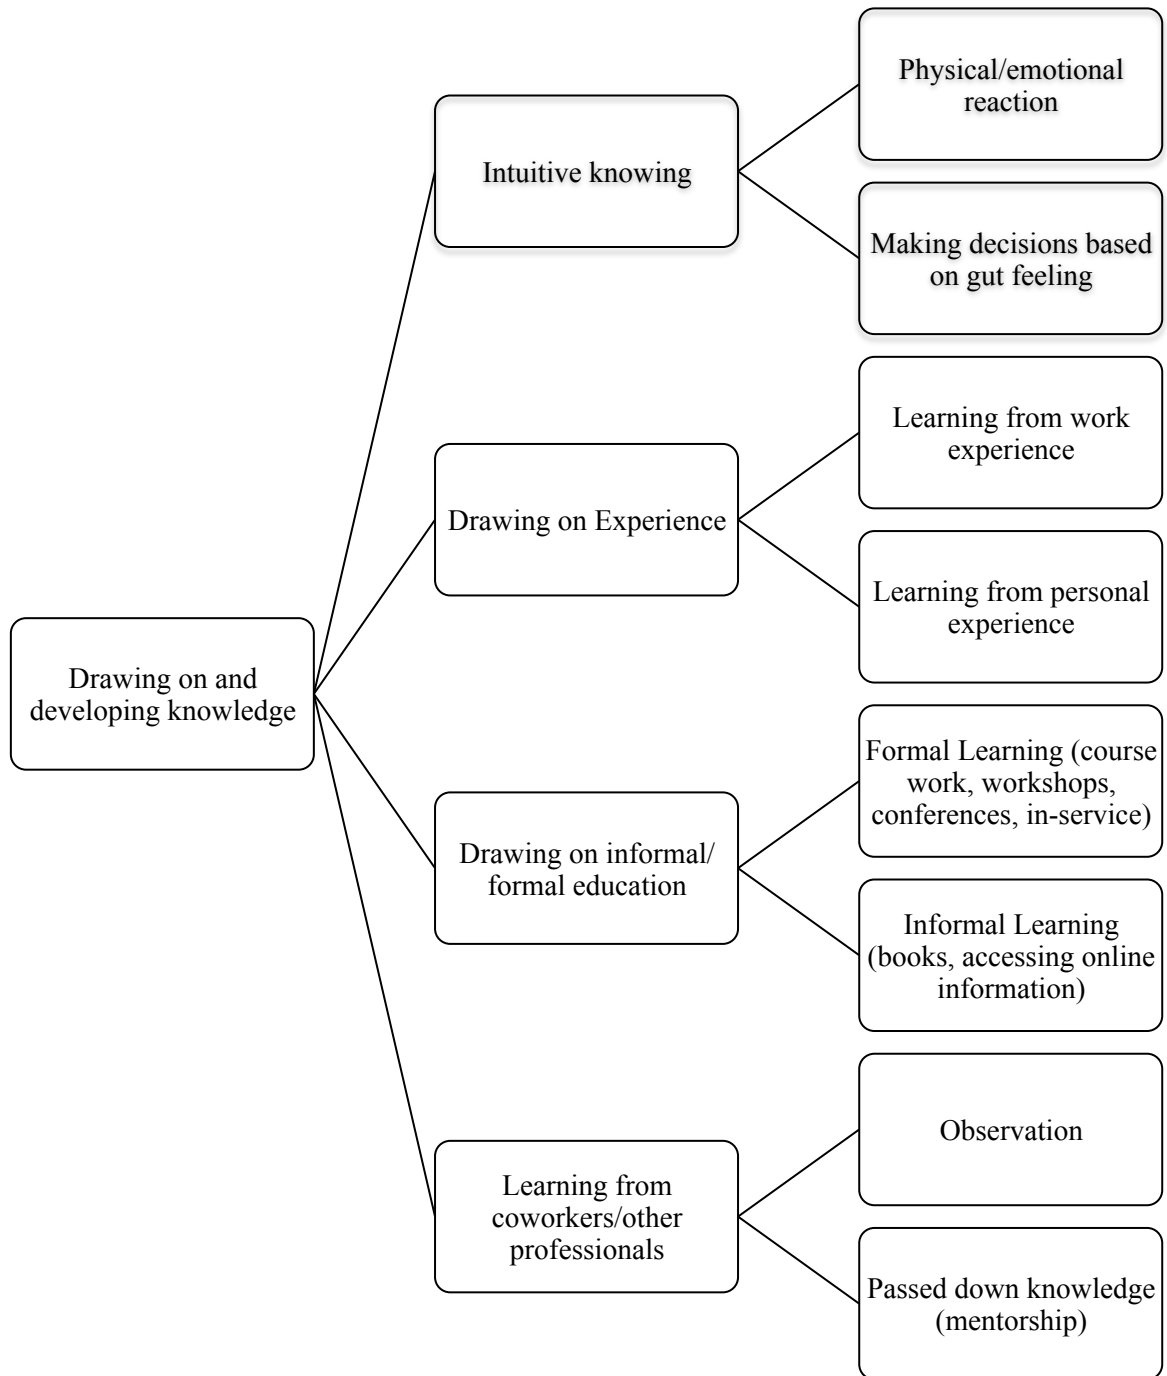 Physical/emotional
reaction
Intuitive knowing
Making decisions based
on gut feeling
Learning from work
experience
Drawing on Experience
Learning from personal
experience
Drawing on and
developing knowledge
Formal Learning (course
work, workshops,
conferences, in-service)
Drawing on informal/
formal education
Informal Learning
(books, accessing online
information)
Observation
Learning from
coworkers/other
professionals
Passed down knowledge
(mentorship)